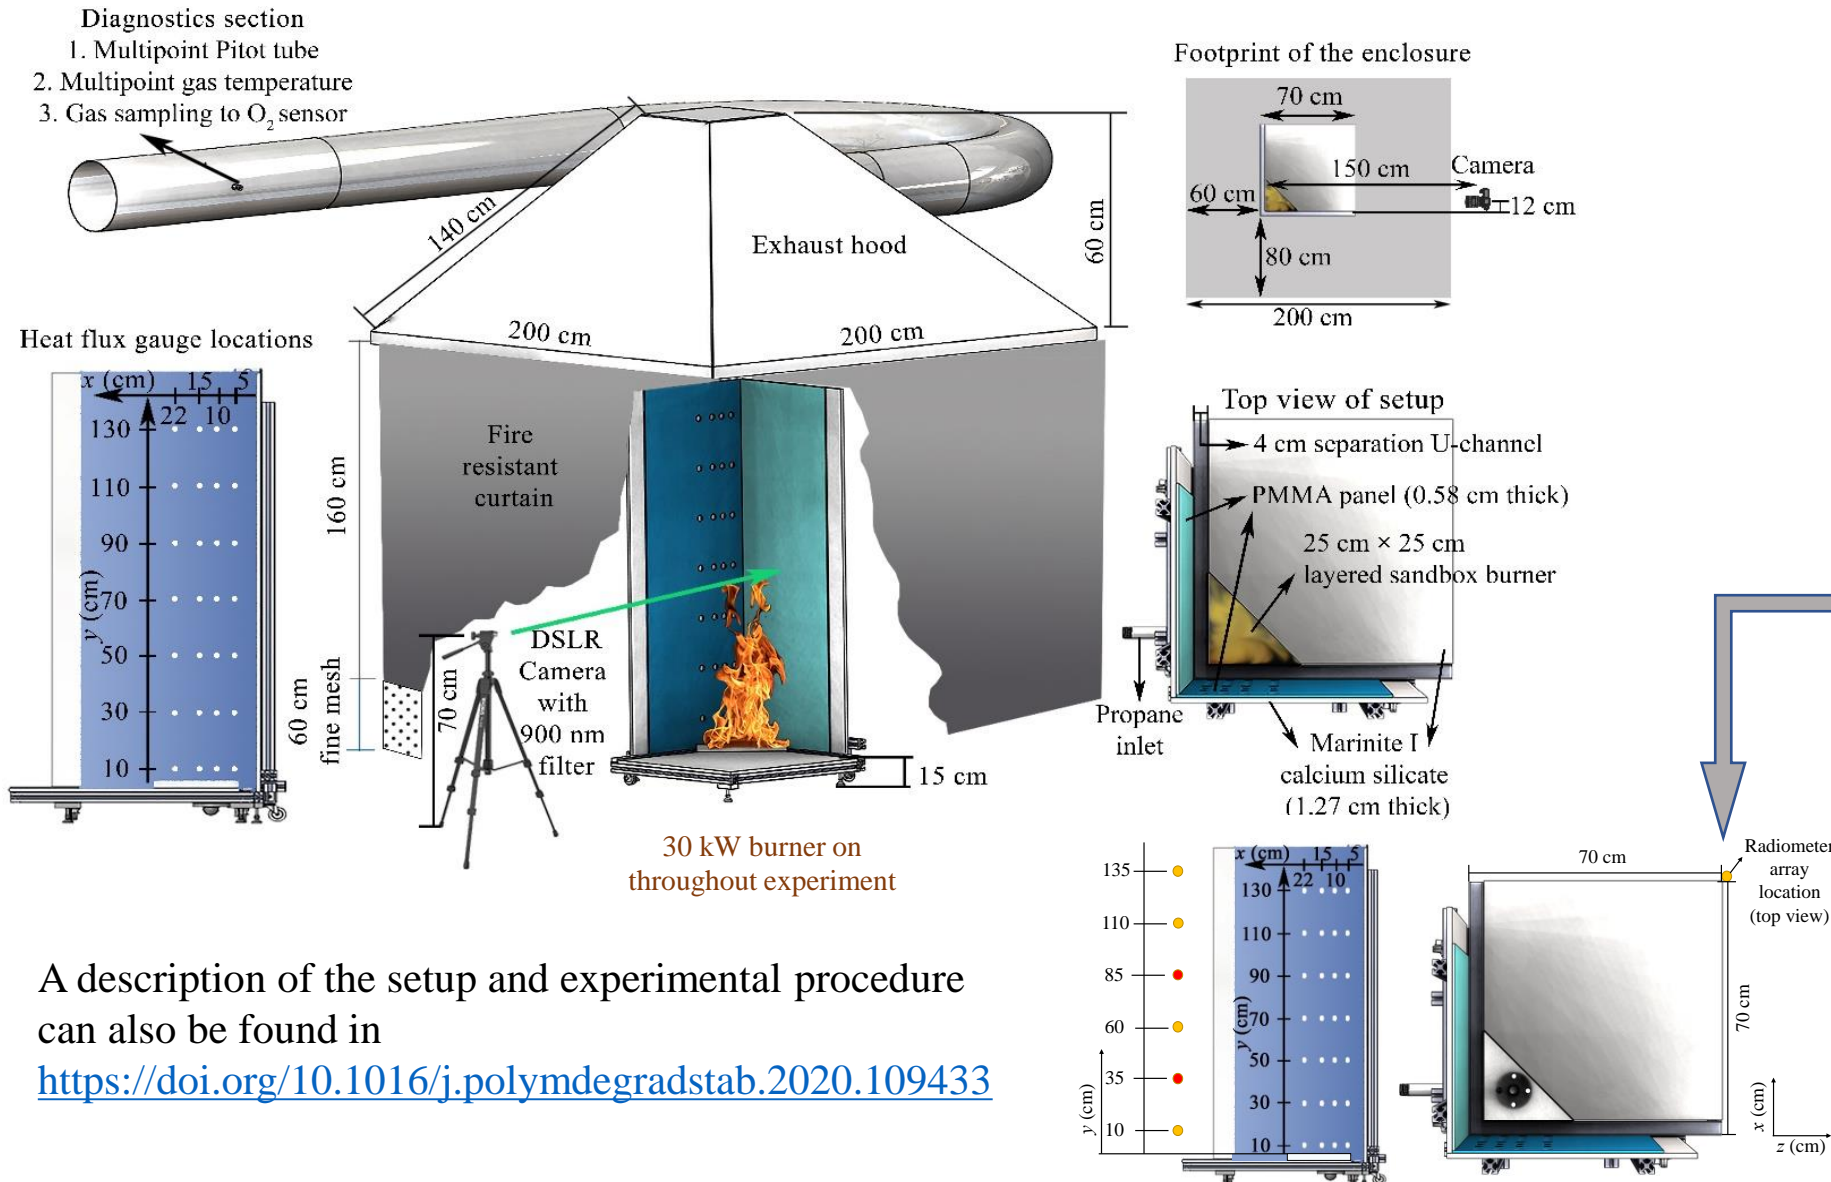 Diagnostics section
1. Multipoint Pitot tube
2. Multipoint gas temperature
3. Gas sampling to O2 sensor
140 cm
Exhaust hood
60 cm
200 cm
200 cm
Footprint of the enclosure
70 cm
150 cm
Camera
60 cm
12 cm
80 cm
200 cm
Heat flux gauge locations
x (cm)
15
5
22
10
130
110
90
70
50
30
10
y (cm)
Fire
resistant
curtain
160 cm
60 cm
fine mesh
70 cm
DSLR
Camera
with
900 nm
filter
15 cm
30 kW burner on
throughout experiment
Top view of setup
4 cm separation U-channel
PMMA panel (0.58 cm thick)
25 cm × 25 cm
layered sandbox burner
Propane
inlet
Marinite I
calcium silicate
(1.27 cm thick)
135
110
85
60
35
10
y (cm)
x (cm)
15
5
22
10
130
110
90
70
50
30
10
y (cm)
70 cm
Radiometer
array
location
(top view)
70 cm
x (cm)
z (cm)
A description of the setup and experimental procedure
can also be found in
https://doi.org/10.1016/j.polymdegradstab.2020.109433